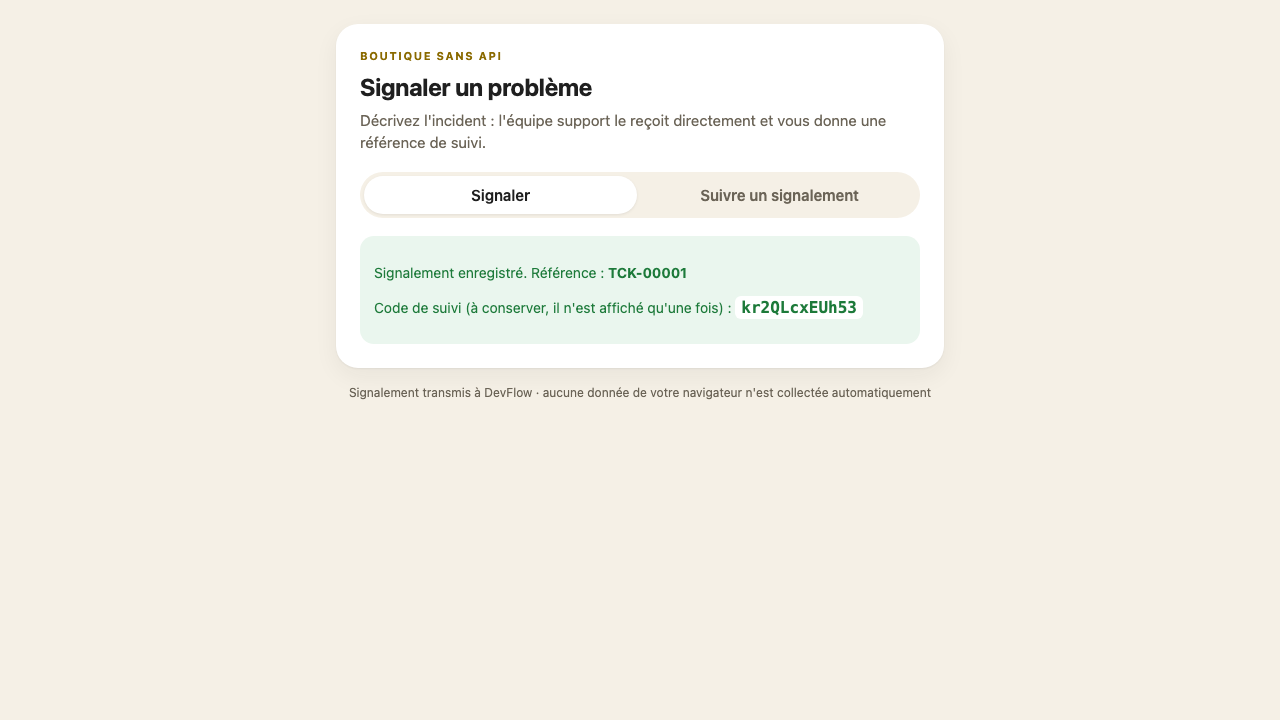 BOUTIQUE SANS API
Signaler un problème
Décrivez l'incident : l'équipe support le reçoit directement et vous donne une
référence de suivi.
Signaler
Suivre un signalement
Signalement enregistré. Référence : TCK-00001
Code de suivi (à conserver, il n'est affiché qu'une fois) : kr2QLcxEUh53
Signalement transmis à DevFlow · aucune donnée de votre navigateur n'est collectée automatiquement